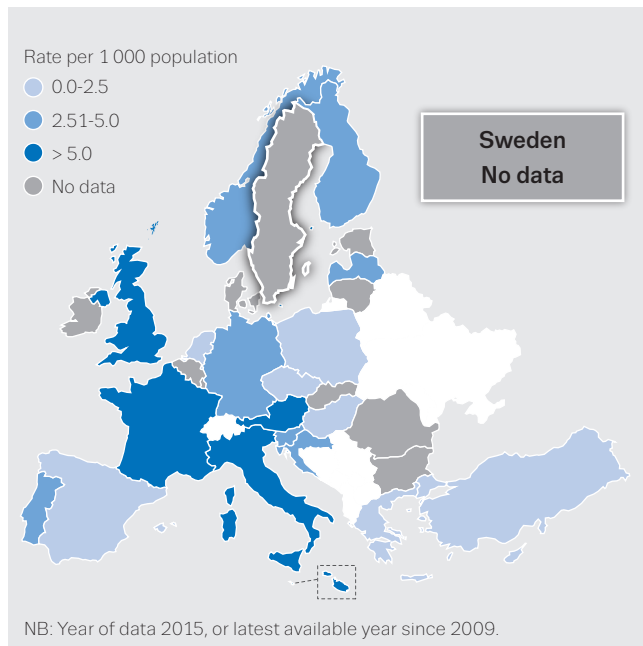 Rate per 1 000 population
0.0-2.5
2.51-5.0
> 5.0
No data
Sweden
No data
NB: Year of data 2015, or latest available year since 2009.